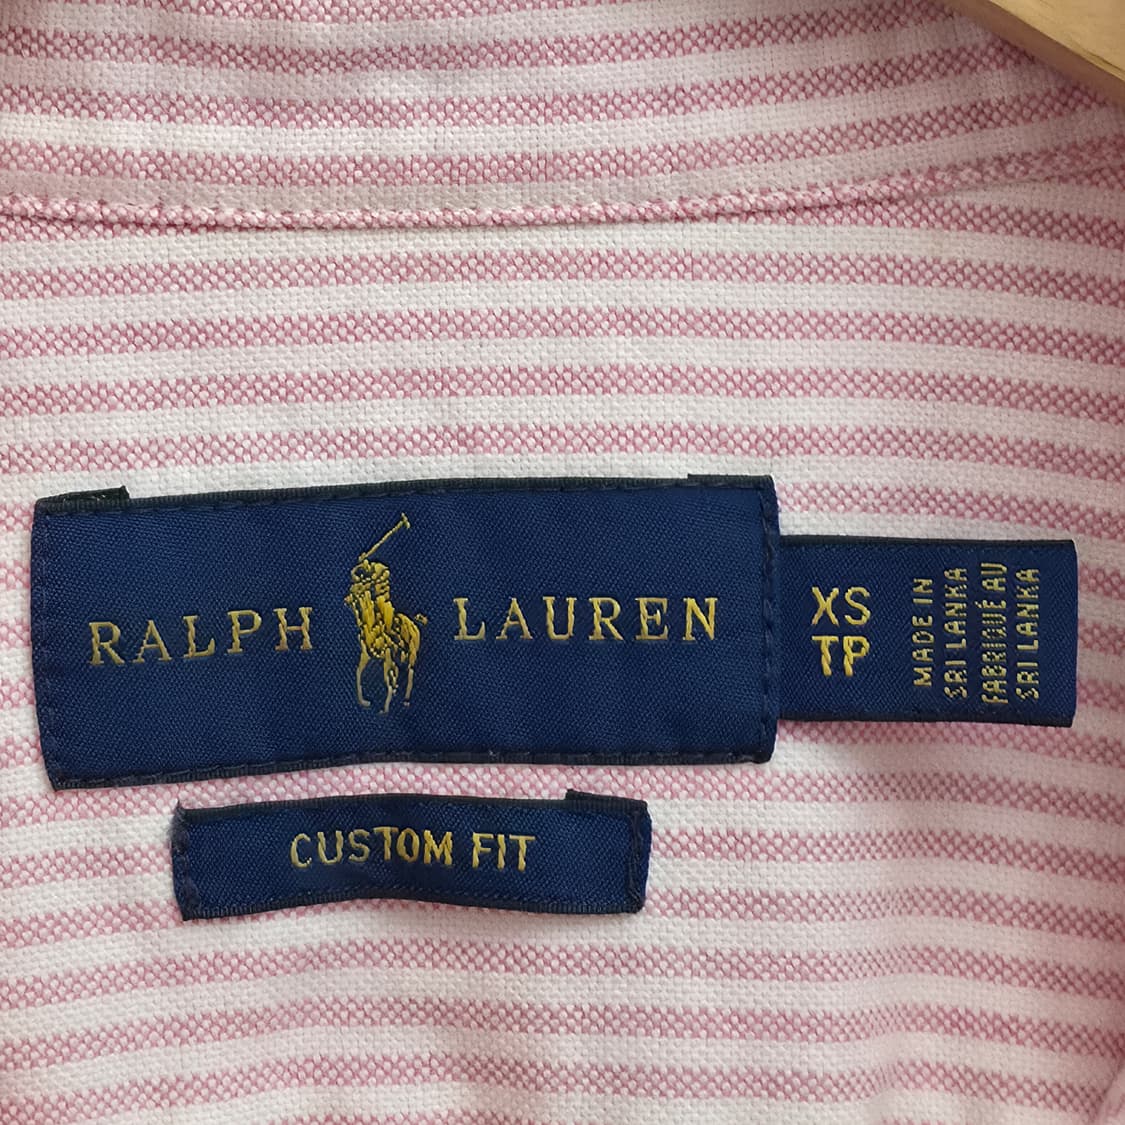 RALPH LAUREN
XS
TP
MADE IN
SRI LANKA
FABRIQUÉ AU
SRI LANKA
CUSTOM FIT